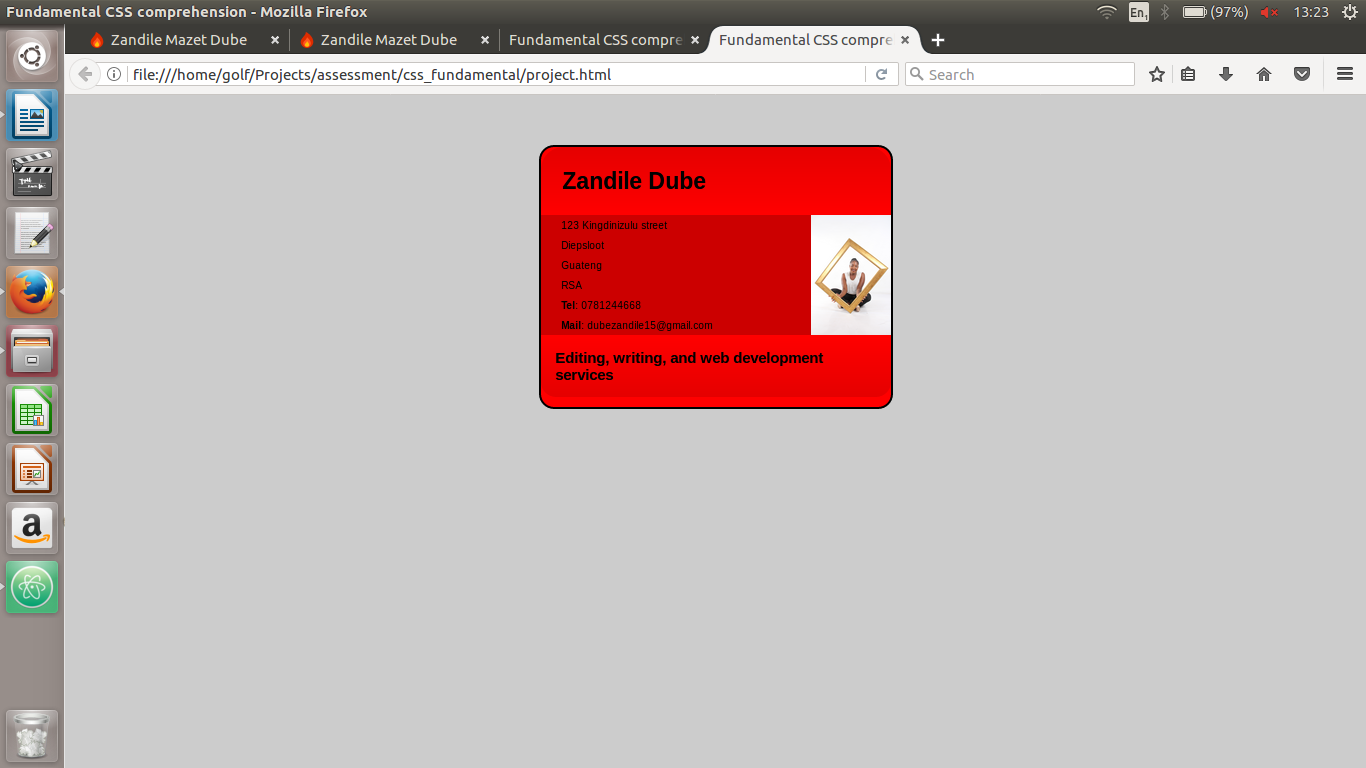 Fundamental CSS comprehension - Mozilla Firefox
En1
(97%)
13:23
Zandile Mazet Dube
Zandile Mazet Dube
Fundamental CSS compre
Fundamental CSS compre
file:///home/golf/Projects/assessment/css_fundamental/project.html
Search
Zandile Dube
123 Kingdinizulu street
Diepsloot
Guateng
RSA
Tel: 0781244668
Mail: dubezandile15@gmail.com
Editing, writing, and web development
services